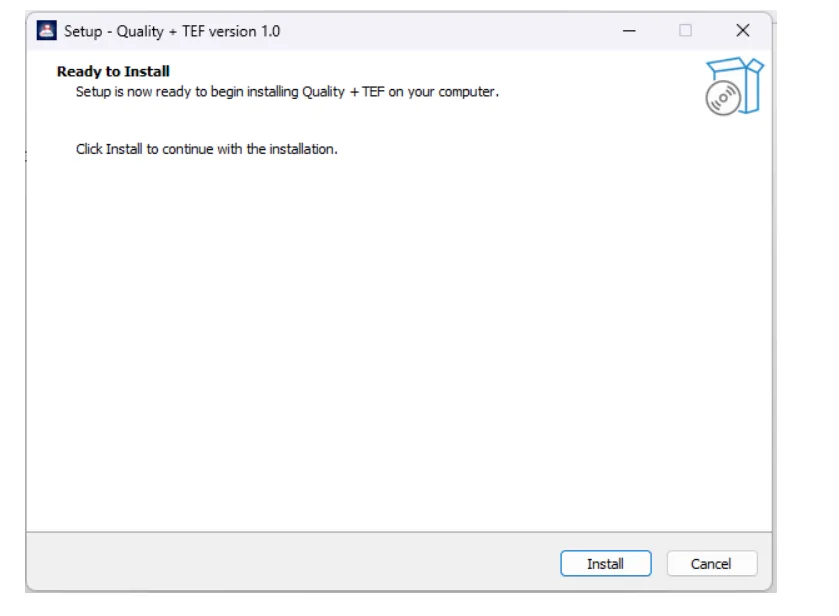 Setup - Quality + TEF version 1.0
Ready to Install
Setup is now ready to begin installing Quality + TEF on your computer.
Click Install to continue with the installation.
Install
Cancel